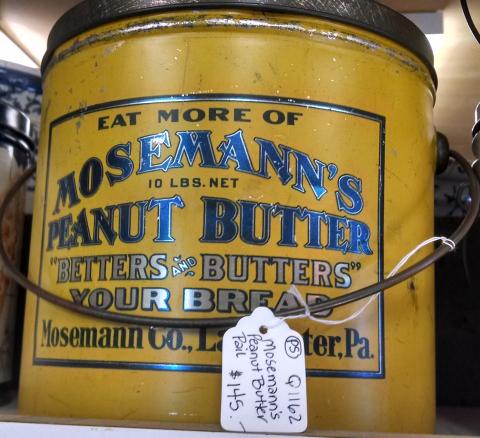 EAT MORE OF
MOSEMANN'S
10 LBS. NET
PEANUT BUTTER
"BETTERS AND BUTTERS"
YOUR BREAD
Mosemann Co., La ter, Pa.
PS Q1162
Mosemann's
Peanut Butter
Pail $145.